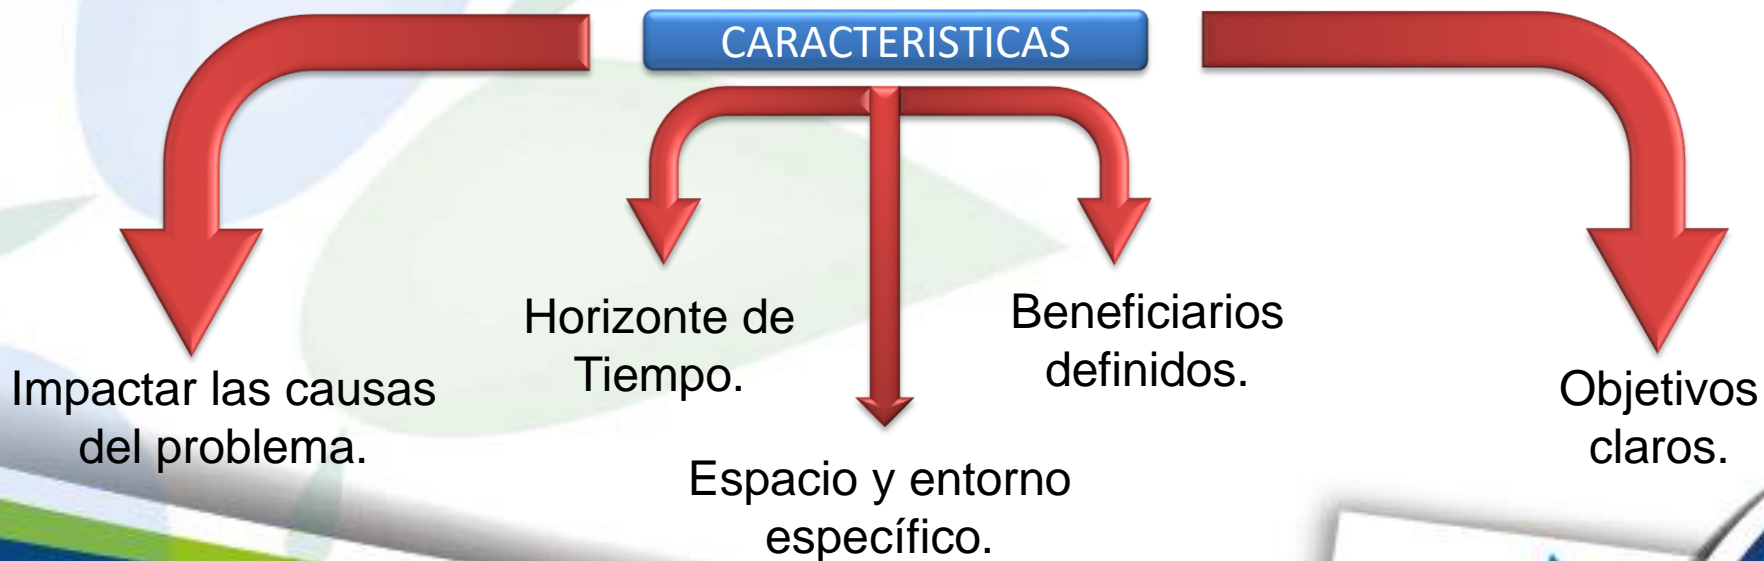 CARACTERISTICAS
Impactar las causas
del problema.
Horizonte de
Tiempo.
Espacio y entorno
específico.
Beneficiarios
definidos.
Objetivos
claros.